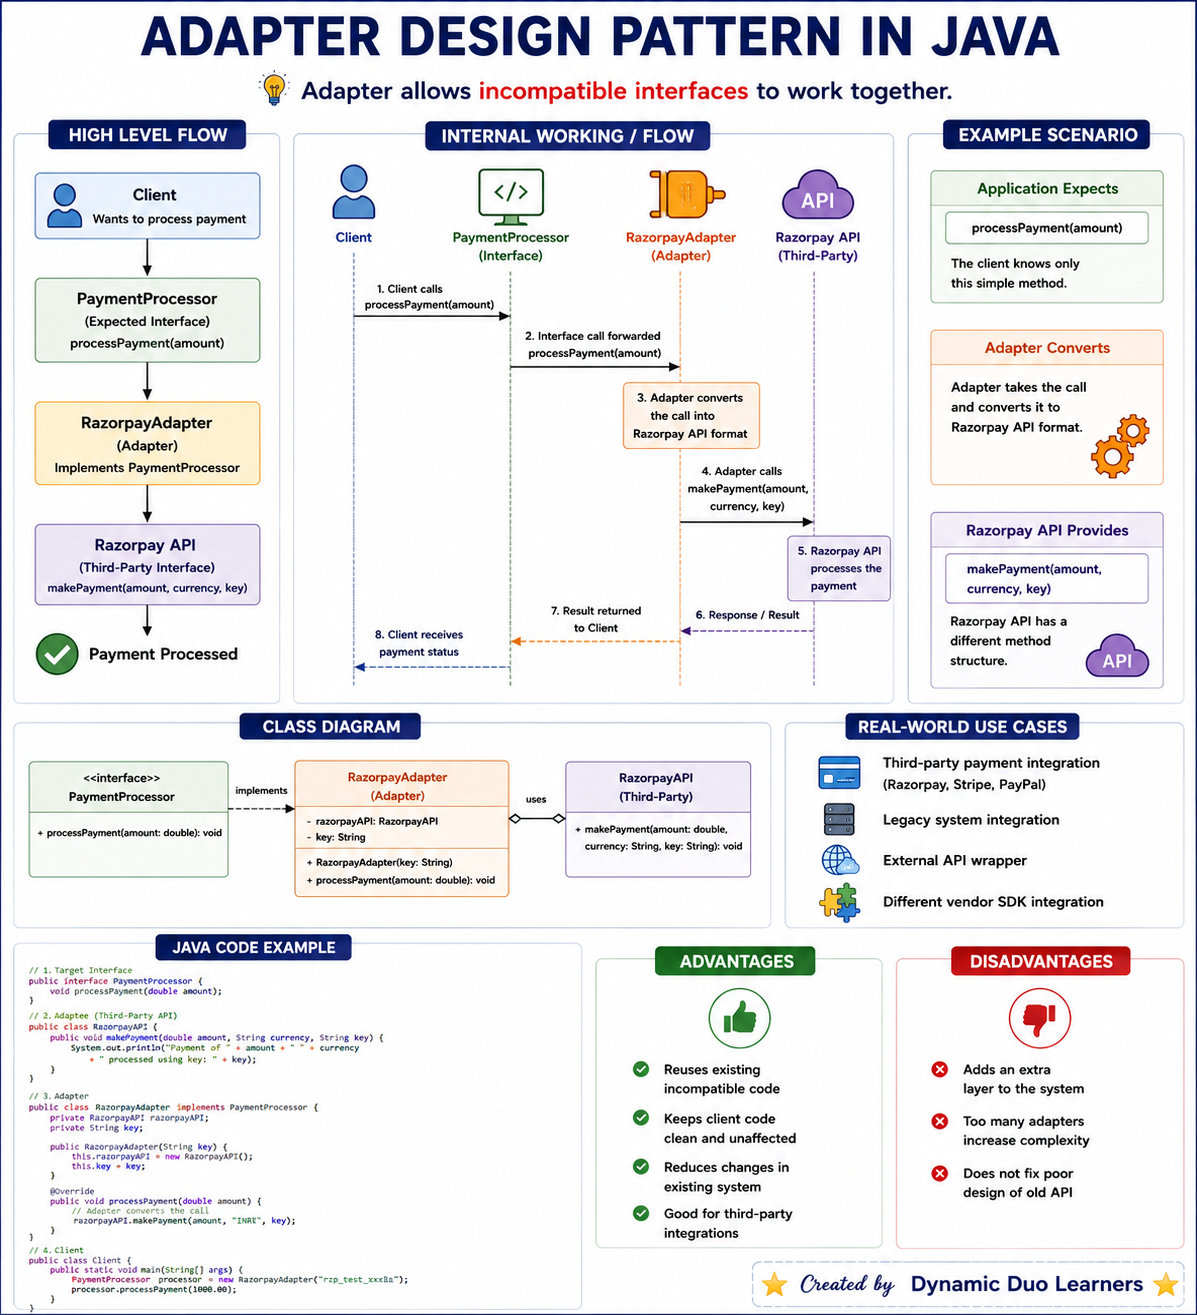 ADAPTER DESIGN PATTERN IN JAVA
Adapter allows incompatible interfaces to work together.
HIGH LEVEL FLOW
Client
Wants to process payment
PaymentProcessor
(Expected Interface)
processPayment(amount)
RazorpayAdapter
(Adapter)
Implements PaymentProcessor
Razorpay API
(Third-Party Interface)
makePayment(amount, currency, key)
Payment Processed
INTERNAL WORKING / FLOW
</>
API
Client
PaymentProcessor
(Interface)
RazorpayAdapter
(Adapter)
Razorpay API
(Third-Party)
1. Client calls
processPayment(amount)
2. Interface call forwarded
processPayment(amount)
3. Adapter converts
the call into
Razorpay API format
4. Adapter calls
makePayment(amount,
currency, key)
5. Razorpay API
processes the
payment
6. Response / Result
7. Result returned
to Client
8. Client receives
payment status
EXAMPLE SCENARIO
Application Expects
processPayment(amount)
The client knows only
this simple method.
Adapter Converts
Adapter takes the call
and converts it to
Razorpay API format.
Razorpay API Provides
makePayment(amount,
currency, key)
Razorpay API has a
different method
structure.
API
CLASS DIAGRAM
<<interface>>
PaymentProcessor
+ processPayment(amount: double): void
implements
RazorpayAdapter
(Adapter)
- razorpayAPI: RazorpayAPI
- key: String
+ RazorpayAdapter(key: String)
+ processPayment(amount: double): void
uses
RazorpayAPI
(Third-Party)
+ makePayment(amount: double,
currency: String, key: String): void
REAL-WORLD USE CASES
Third-party payment integration
(Razorpay, Stripe, PayPal)
Legacy system integration
External API wrapper
Different vendor SDK integration
JAVA CODE EXAMPLE
// 1. Target Interface
public interface PaymentProcessor {
void processPayment(double amount);
}
// 2. Adaptee (Third-Party API)
public class RazorpayAPI {
public void makePayment(double amount, String currency, String key) {
System.out.println("Payment of " + amount + " " + currency
+ " processed using key: " + key);
}
}
// 3. Adapter
public class RazorpayAdapter implements PaymentProcessor {
private RazorpayAPI razorpayAPI;
private String key;
public RazorpayAdapter(String key) {
this.razorpayAPI = new RazorpayAPI();
this.key = key;
}
@Override
public void processPayment(double amount) {
// Adapter converts the call
razorpayAPI.makePayment(amount, "INR", key);
}
}
// 4. Client
public class Client {
public static void main(String[] args) {
PaymentProcessor processor = new RazorpayAdapter(
processor.processPayment(1000.00);
}
}
ADVANTAGES
Reuses existing
incompatible code
Keeps client code
clean and unaffected
Reduces changes in
existing system
Good for third-party
integrations
DISADVANTAGES
Adds an extra
layer to the system
Too many adapters
increase complexity
Does not fix poor
design of old API
Created by Dynamic Duo Learners